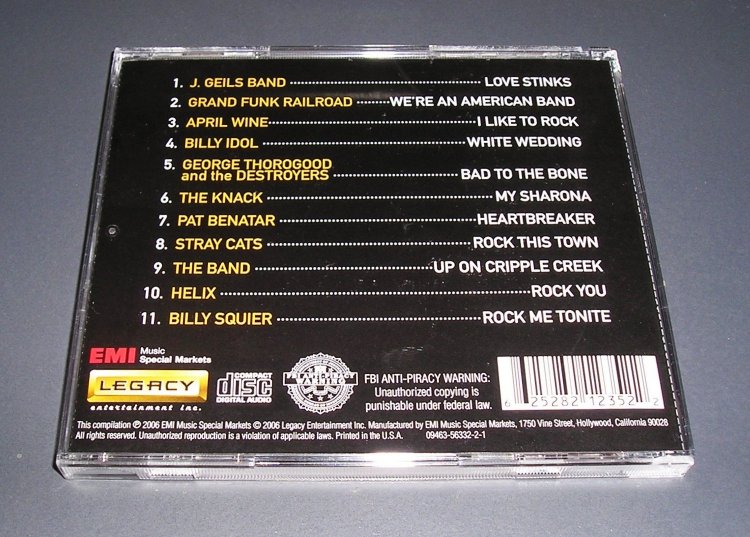 1. J. GEILS BAND LOVE STINKS
2. GRAND FUNK RAILROAD WE'RE AN AMERICAN BAND
3. APRIL WINE I LIKE TO ROCK
4. BILLY IDOL WHITE WEDDING
5. GEORGE THOROGOOD
and the DESTROYERS BAD TO THE BONE
6. THE KNACK MY SHARONA
7. PAT BENATAR HEARTBREAKER
8. STRAY CATS ROCK THIS TOWN
9. THE BAND UP ON CRIPPLE CREEK
10. HELIX ROCK YOU
11. BILLY SQUIER ROCK ME TONITE
EMI Music
Special Markets
LEGACY
entertainment inc.
COMPACT
disc
DIGITAL AUDIO
FBI ANTI-PIRACY
WARNING
FBI ANTI-PIRACY WARNING:
Unauthorized copying is
punishable under federal law.
6 25282 12352 2
This compilation ℗ 2006 EMI Music Special Markets © 2006 Legacy Entertainment Inc. Manufactured by EMI Music Special Markets, 1750 Vine Street, Hollywood, California 90028
All rights reserved. Unauthorized reproduction is a violation of applicable laws. Printed in the U.S.A. 09463-56332-2-1